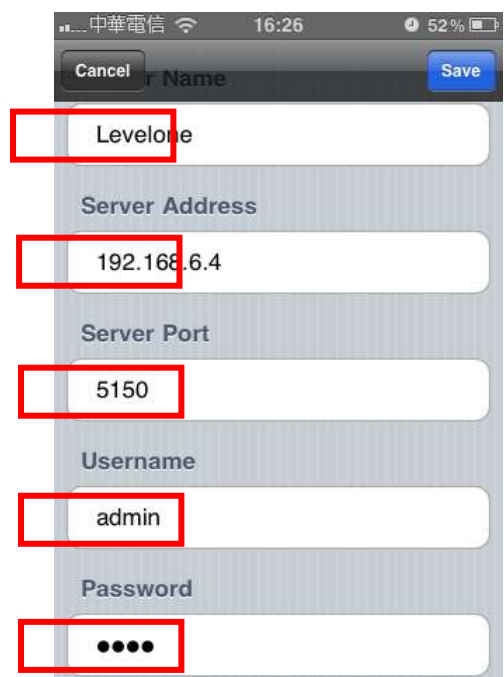 ...中華電信 16:26 52%
Cancel r Name Save
Levelone
Server Address
192.168.6.4
Server Port
5150
Username
admin
Password
●●●●